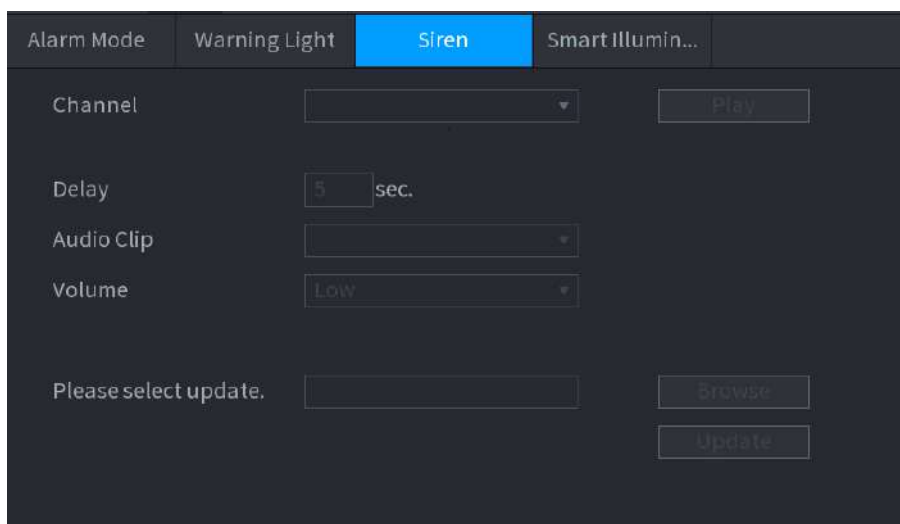 Alarm Mode Warning Light Siren Smart Illumin...
Channel Play
Delay 5 sec.
Audio Clip
Volume Low
Please select update. Browse
Update